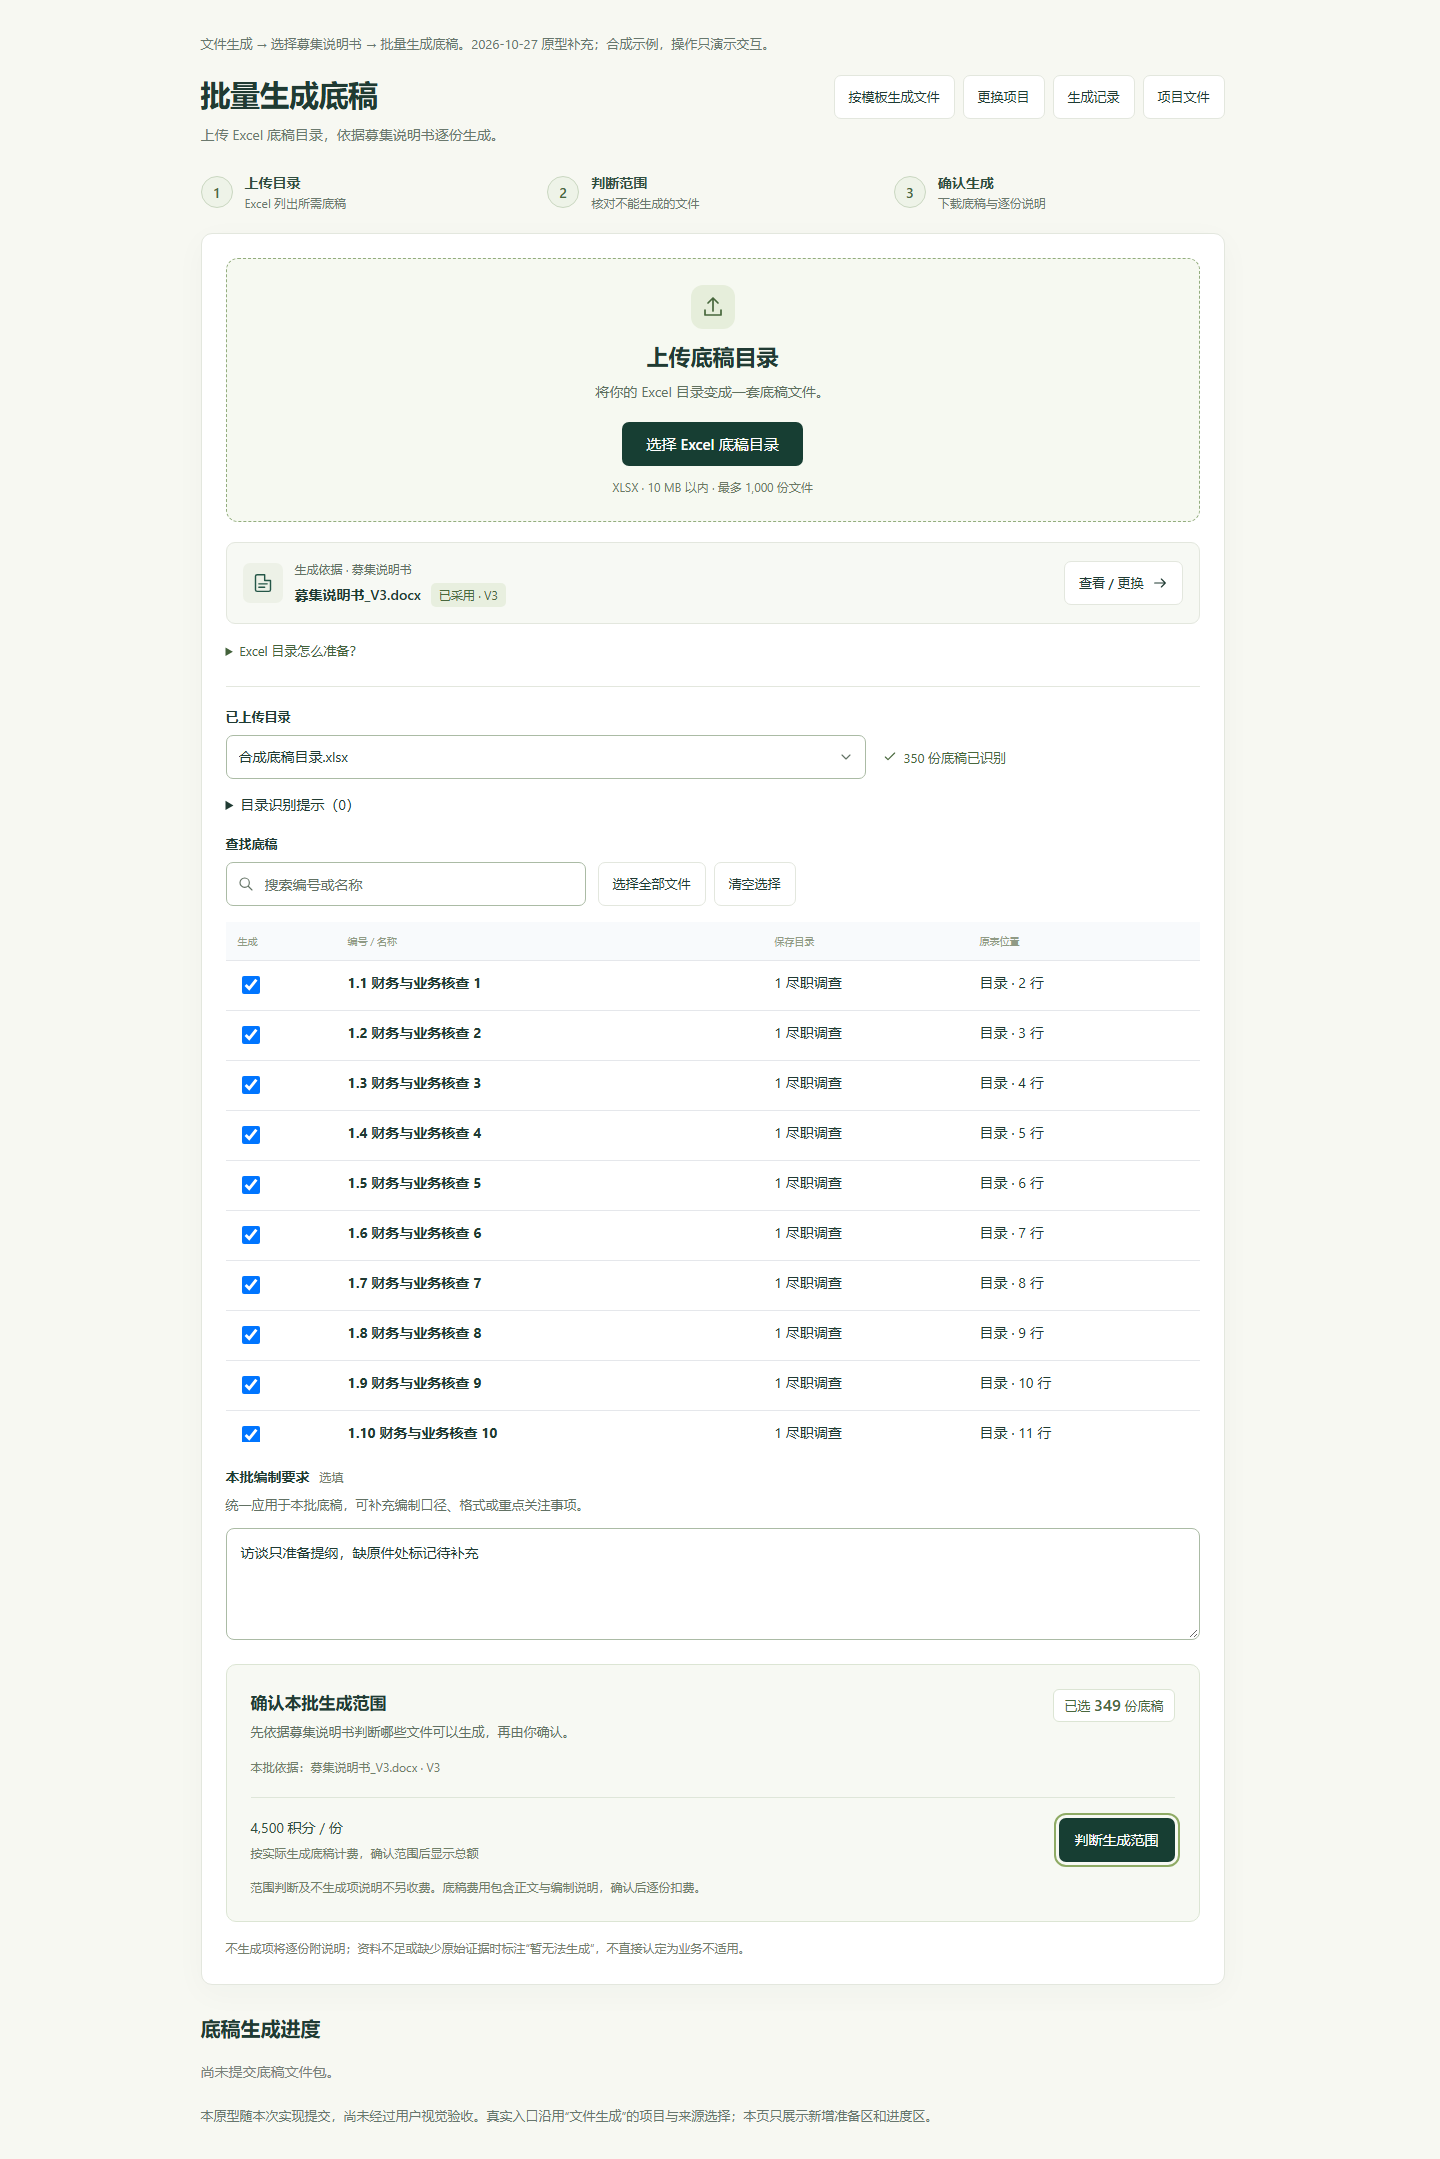 文件生成 → 选择募集说明书 → 批量生成底稿。2026-10-27 原型补充；合成示例，操作只演示交互。
批量生成底稿
按模板生成文件
更换项目
生成记录
项目文件
上传 Excel 底稿目录，依据募集说明书逐份生成。
1
上传目录
Excel 列出所需底稿
2
判断范围
核对不能生成的文件
3
确认生成
下载底稿与逐份说明
上传底稿目录
将你的 Excel 目录变成一套底稿文件。
选择 Excel 底稿目录
XLSX · 10 MB 以内 · 最多 1,000 份文件
生成依据 · 募集说明书
募集说明书_V3.docx 已采用 · V3
查看 / 更换 →
▶ Excel 目录怎么准备？
已上传目录
合成底稿目录.xlsx
350 份底稿已识别
▶ 目录识别提示（0）
查找底稿
搜索编号或名称
选择全部文件
清空选择
生成 编号 / 名称 保存目录 原表位置
1.1 财务与业务核查 1 1 尽职调查 目录 · 2 行
1.2 财务与业务核查 2 1 尽职调查 目录 · 3 行
1.3 财务与业务核查 3 1 尽职调查 目录 · 4 行
1.4 财务与业务核查 4 1 尽职调查 目录 · 5 行
1.5 财务与业务核查 5 1 尽职调查 目录 · 6 行
1.6 财务与业务核查 6 1 尽职调查 目录 · 7 行
1.7 财务与业务核查 7 1 尽职调查 目录 · 8 行
1.8 财务与业务核查 8 1 尽职调查 目录 · 9 行
1.9 财务与业务核查 9 1 尽职调查 目录 · 10 行
1.10 财务与业务核查 10 1 尽职调查 目录 · 11 行
本批编制要求 选填
统一应用于本批底稿，可补充编制口径、格式或重点关注事项。
访谈只准备提纲，缺原件处标记待补充
确认本批生成范围
已选 349 份底稿
先依据募集说明书判断哪些文件可以生成，再由你确认。
本批依据：募集说明书_V3.docx · V3
4,500 积分 / 份
按实际生成底稿计费，确认范围后显示总额
判断生成范围
范围判断及不生成项说明不另收费。底稿费用包含正文与编制说明，确认后逐份扣费。
不生成项将逐份附说明；资料不足或缺少原始证据时标注“暂无法生成”，不直接认定为业务不适用。
底稿生成进度
尚未提交底稿文件包。
本原型随本次实现提交，尚未经过用户视觉验收。真实入口沿用“文件生成”的项目与来源选择；本页只展示新增准备区和进度区。